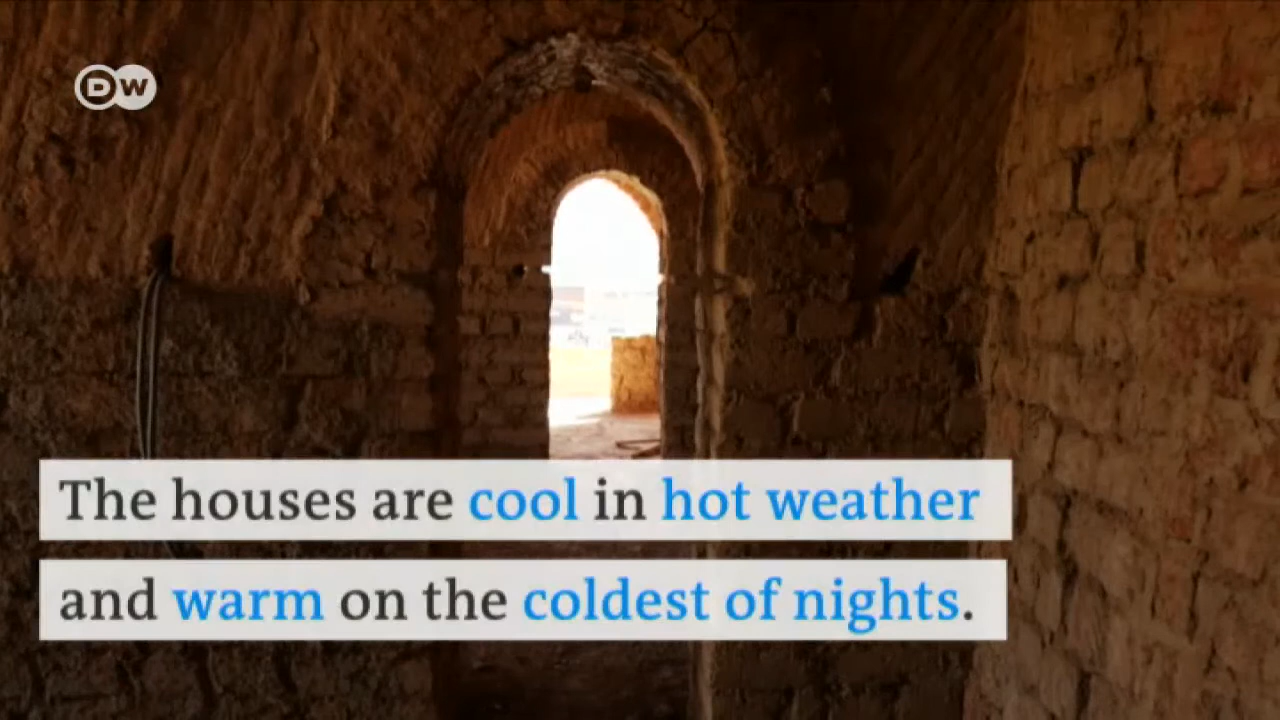 DW
The houses are cool in hot weather
and warm on the coldest of nights.